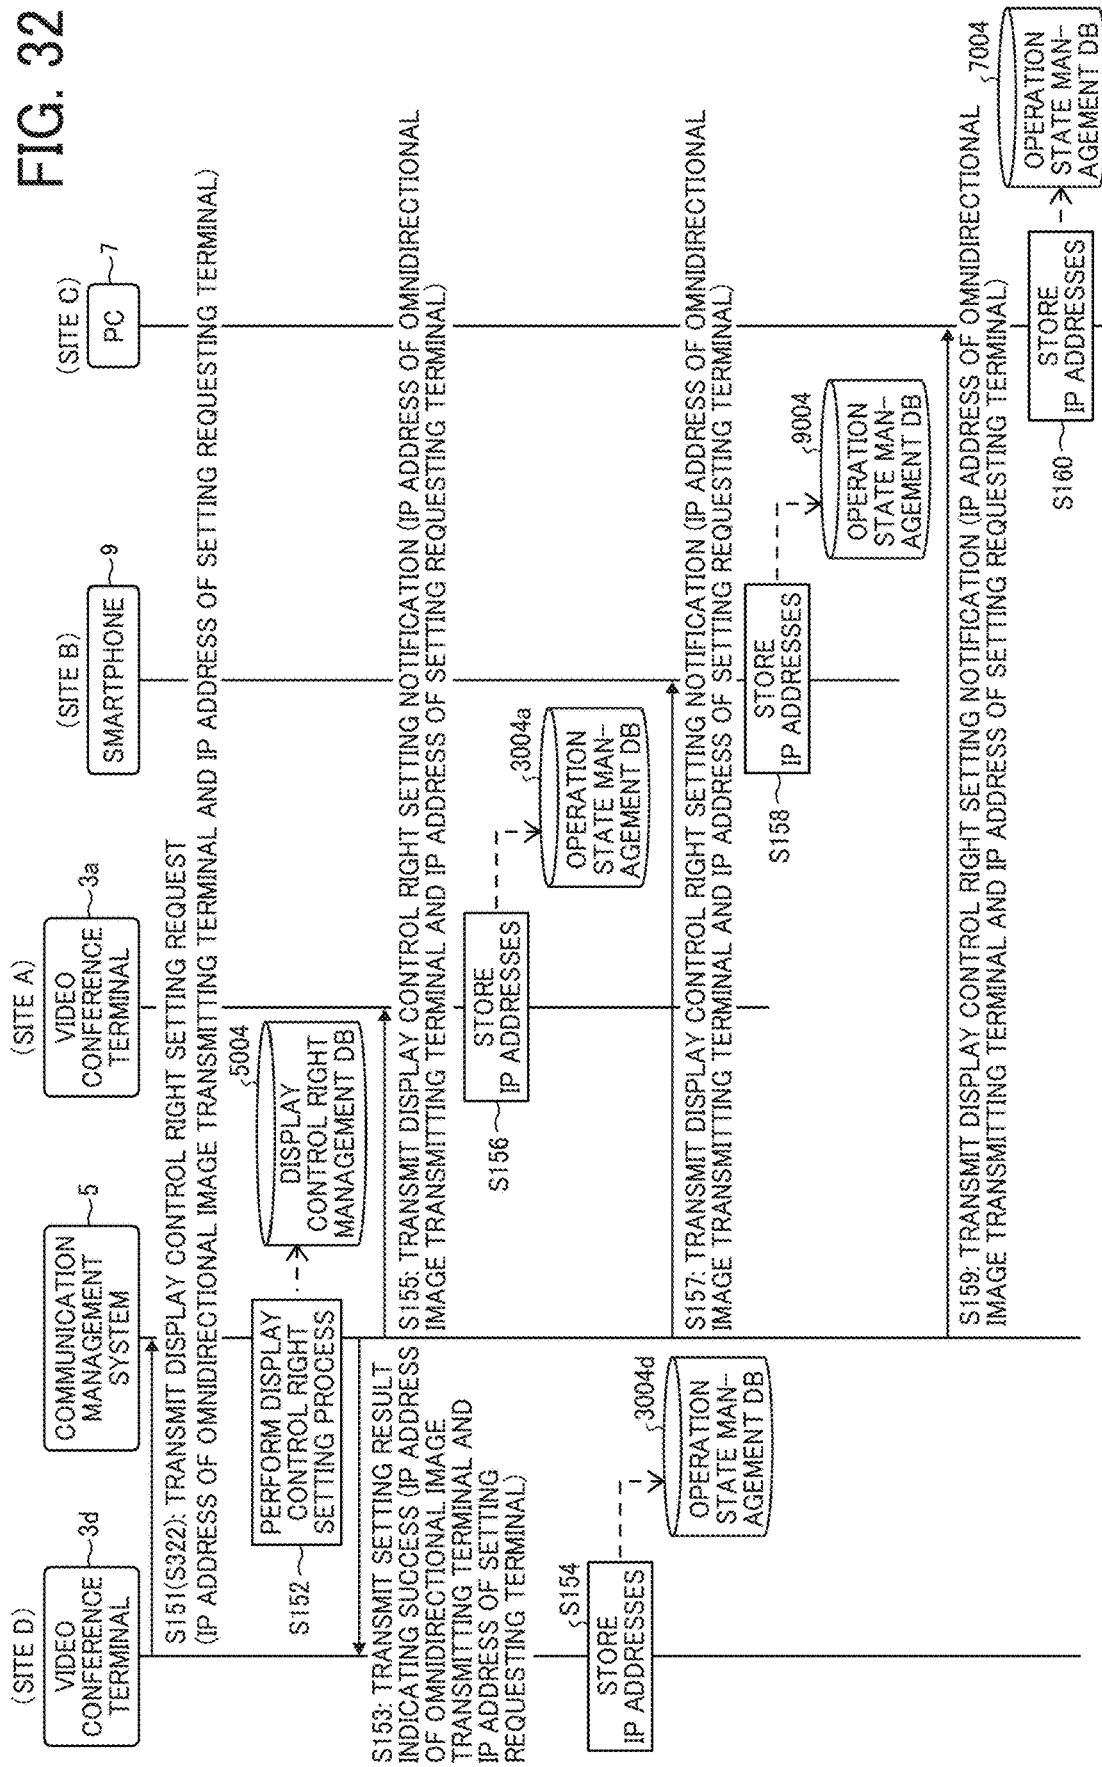 FIG. 32
(SITE D)
VIDEO
CONFERENCE
TERMINAL
3d
COMMUNICATION
MANAGEMENT
SYSTEM
5
(SITE A)
VIDEO
CONFERENCE
TERMINAL
3a
(SITE B)
SMARTPHONE
9
(SITE C)
PC
7
S151(S322): TRANSMIT DISPLAY CONTROL RIGHT SETTING REQUEST
(IP ADDRESS OF OMNIDIRECTIONAL IMAGE TRANSMITTING TERMINAL AND IP ADDRESS OF SETTING REQUESTING TERMINAL)
S152
PERFORM DISPLAY
CONTROL RIGHT
SETTING PROCESS
DISPLAY
CONTROL RIGHT
MANAGEMENT DB
5004
S153: TRANSMIT SETTING RESULT
INDICATING SUCCESS (IP ADDRESS
OF OMNIDIRECTIONAL IMAGE
TRANSMITTING TERMINAL AND
IP ADDRESS OF SETTING
REQUESTING TERMINAL)
S154
STORE
IP ADDRESSES
OPERATION
STATE MAN-
AGEMENT DB
3004d
S155: TRANSMIT DISPLAY CONTROL RIGHT SETTING NOTIFICATION (IP ADDRESS OF OMNIDIRECTIONAL
IMAGE TRANSMITTING TERMINAL AND IP ADDRESS OF SETTING REQUESTING TERMINAL)
S156
STORE
IP ADDRESSES
OPERATION
STATE MAN-
AGEMENT DB
3004a
S157: TRANSMIT DISPLAY CONTROL RIGHT SETTING NOTIFICATION (IP ADDRESS OF OMNIDIRECTIONAL
IMAGE TRANSMITTING TERMINAL AND IP ADDRESS OF SETTING REQUESTING TERMINAL)
S158
STORE
IP ADDRESSES
OPERATION
STATE MAN-
AGEMENT DB
9004
S159: TRANSMIT DISPLAY CONTROL RIGHT SETTING NOTIFICATION (IP ADDRESS OF OMNIDIRECTIONAL
IMAGE TRANSMITTING TERMINAL AND IP ADDRESS OF SETTING REQUESTING TERMINAL)
S160
STORE
IP ADDRESSES
OPERATION
STATE MAN-
AGEMENT DB
7004